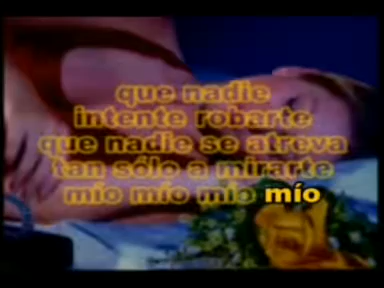 que nadie
intente robarte
que nadie se atreva
tan sólo a mirarte
mío mío mío mío